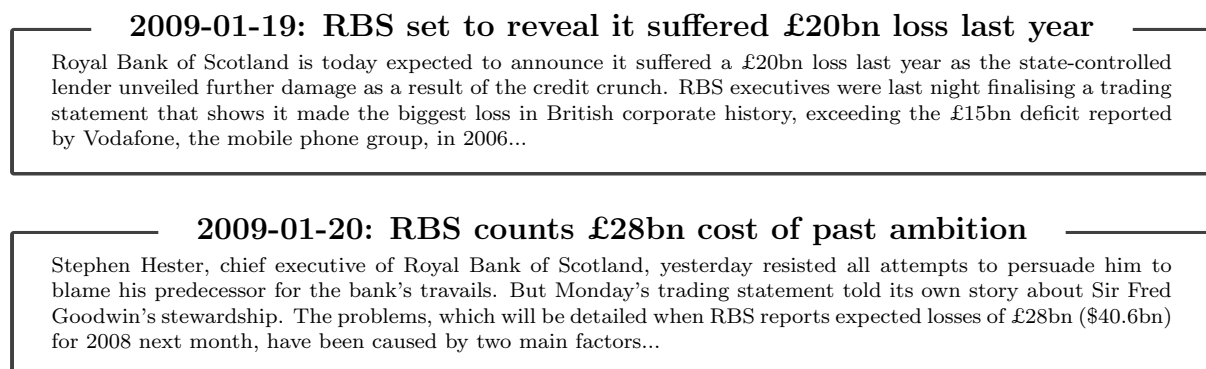 2009-01-19: RBS set to reveal it suffered £20bn loss last year
Royal Bank of Scotland is today expected to announce it suffered a £20bn loss last year as the state-controlled
lender unveiled further damage as a result of the credit crunch. RBS executives were last night finalising a trading
statement that shows it made the biggest loss in British corporate history, exceeding the £15bn deficit reported
by Vodafone, the mobile phone group, in 2006...
2009-01-20: RBS counts £28bn cost of past ambition
Stephen Hester, chief executive of Royal Bank of Scotland, yesterday resisted all attempts to persuade him to
blame his predecessor for the bank's travails. But Monday's trading statement told its own story about Sir Fred
Goodwin's stewardship. The problems, which will be detailed when RBS reports expected losses of £28bn ($40.6bn)
for 2008 next month, have been caused by two main factors...